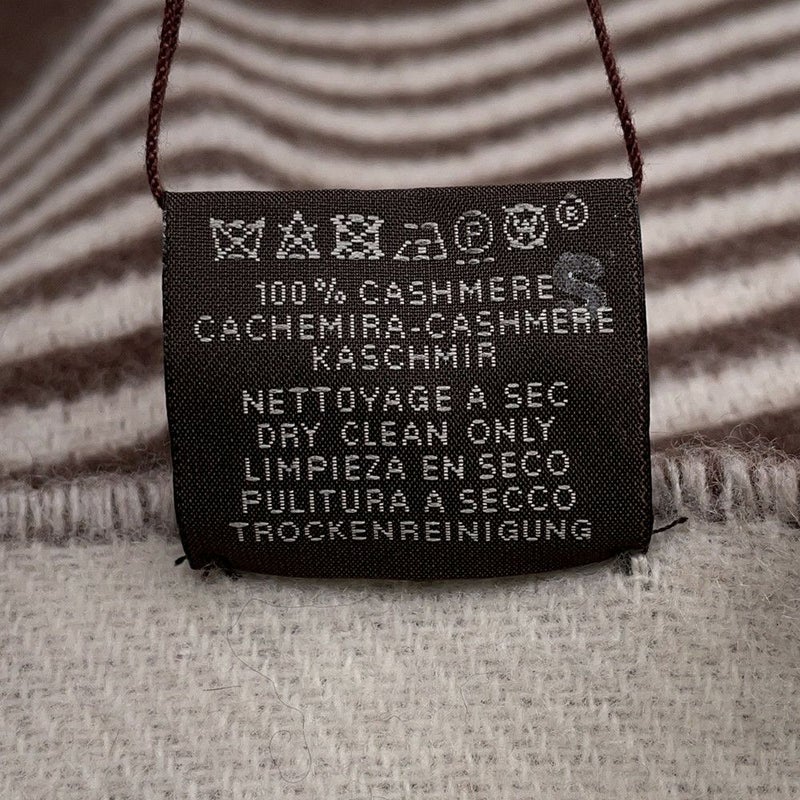 F
S
100% CASHMERE
CACHEMIRA-CASHMERE
KASCHMIR
NETTOYAGE A SEC
DRY CLEAN ONLY
LIMPIEZA EN SECO
PULITURA A SECCO
TROCKENREINIGUNG